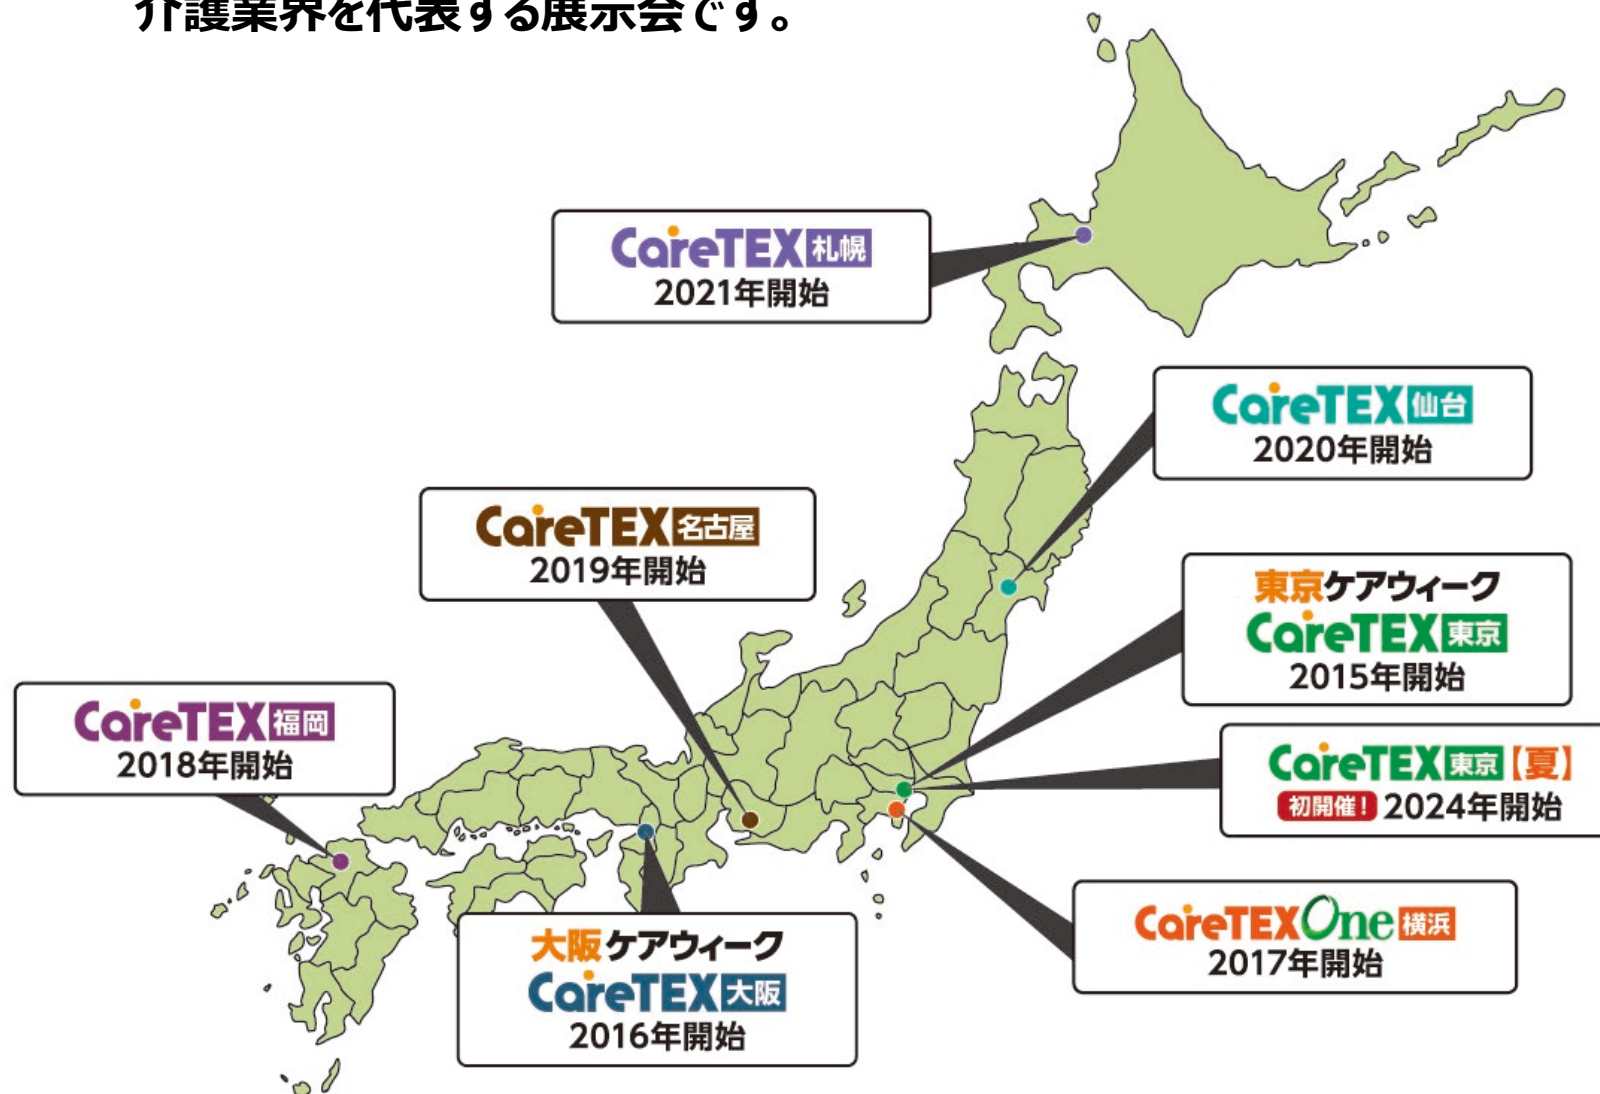 介護業界を代表する展示会です。
CareTEX札幌
2021年開始
CareTEX仙台
2020年開始
CareTEX名古屋
2019年開始
東京ケアウィーク
CareTEX東京
2015年開始
CareTEX福岡
2018年開始
CareTEX東京【夏】
初開催！ 2024年開始
CareTEXOne横浜
2017年開始
大阪ケアウィーク
CareTEX大阪
2016年開始